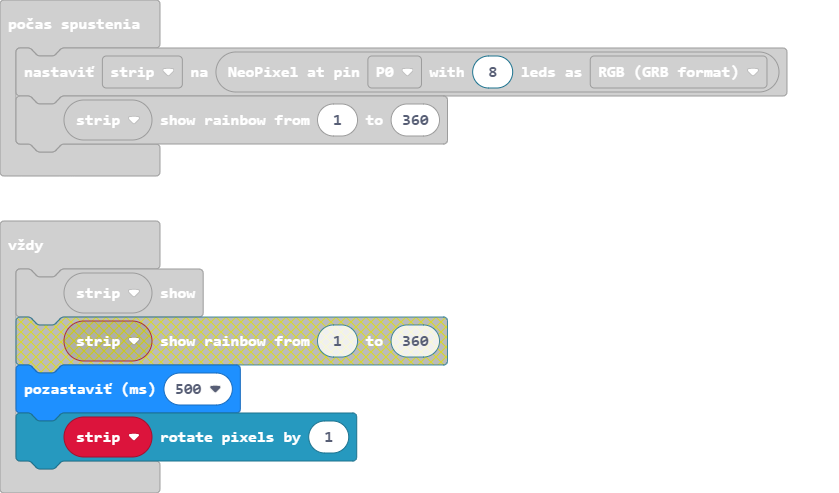 počas spustenia
nastaviť strip na NeoPixel at pin P0 with 8 leds as RGB (GRB format)
strip show rainbow from 1 to 360
vždy
strip show
strip show rainbow from 1 to 360
pozastaviť (ms) 500
strip rotate pixels by 1